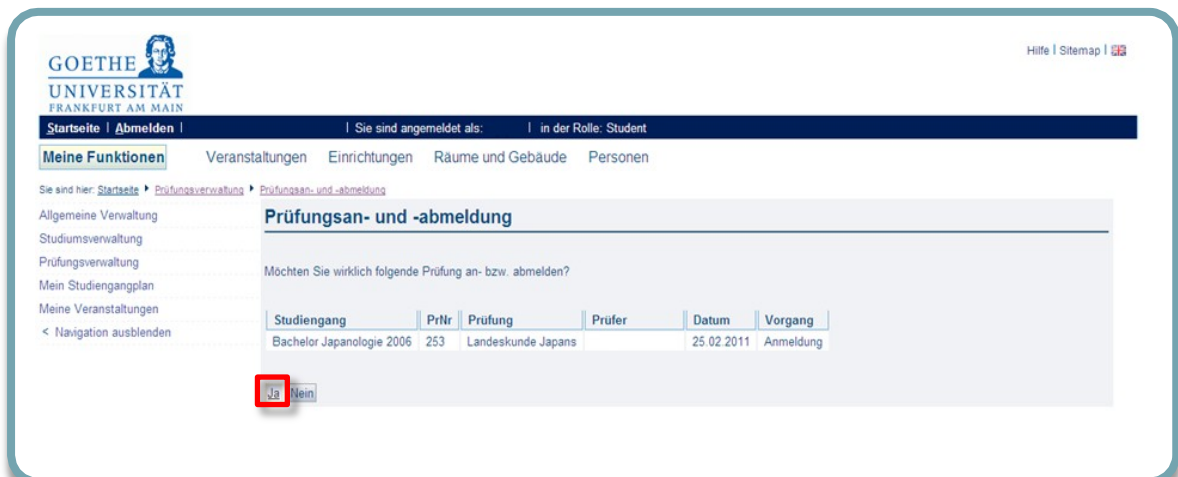 GOETHE
UNIVERSITÄT
FRANKFURT AM MAIN
Hilfe | Sitemap |
Startseite | Abmelden | | Sie sind angemeldet als: | in der Rolle: Student
Meine Funktionen Veranstaltungen Einrichtungen Räume und Gebäude Personen
Sie sind hier: Startseite Prüfungsverwaltung Prüfungsan- und -abmeldung
Allgemeine Verwaltung
Studiumsverwaltung
Prüfungsverwaltung
Mein Studiengangplan
Meine Veranstaltungen
< Navigation ausblenden
Prüfungsan- und -abmeldung
Möchten Sie wirklich folgende Prüfung an- bzw. abmelden?
Studiengang PrNr Prüfung Prüfer Datum Vorgang
Bachelor Japanologie 2006 253 Landeskunde Japans 25.02.2011 Anmeldung
Ja Nein